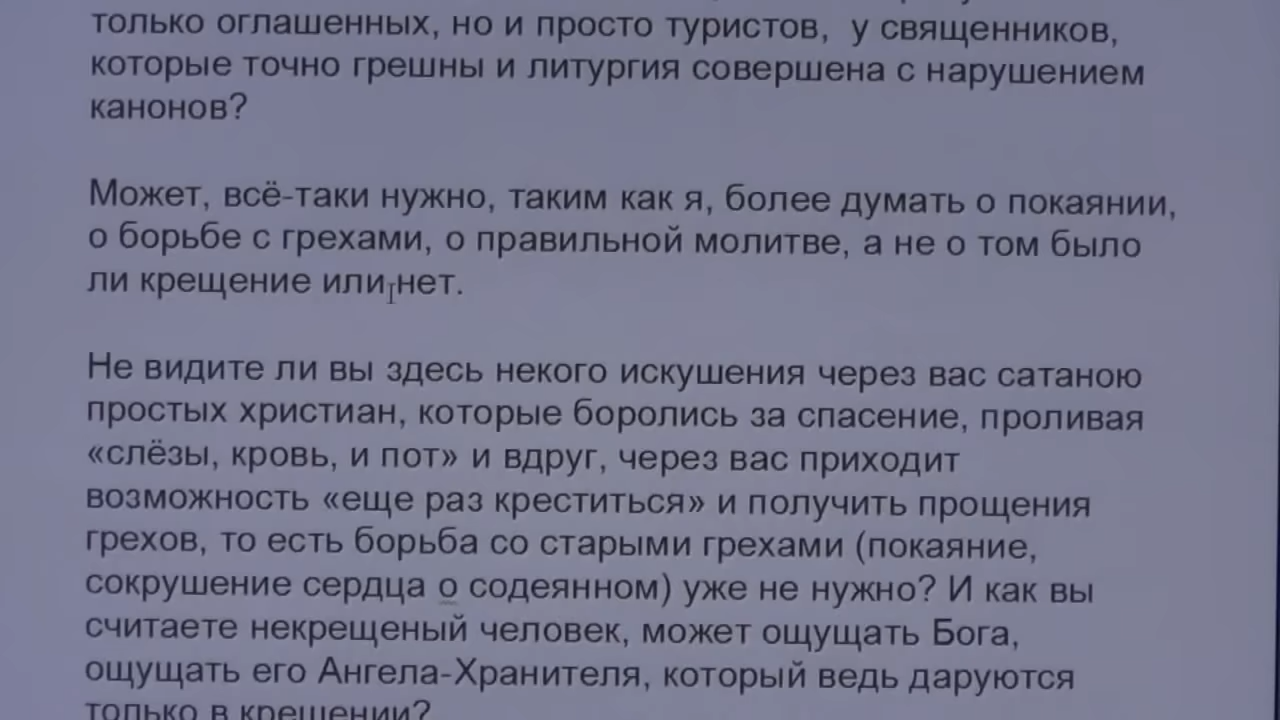 только оглашенных, но и просто туристов, у священников,
которые точно грешны и литургия совершена с нарушением
канонов?
Может, всё-таки нужно, таким как я, более думать о покаянии,
о борьбе с грехами, о правильной молитве, а не о том было
ли крещение или нет.
Не видите ли вы здесь некого искушения через вас сатаною
простых христиан, которые боролись за спасение, проливая
«слёзы, кровь, и пот» и вдруг, через вас приходит
возможность «еще раз креститься» и получить прощения
грехов, то есть борьба со старыми грехами (покаяние,
сокрушение сердца о содеянном) уже не нужно? И как вы
считаете некрещеный человек, может ощущать Бога,
ощущать его Ангела-Хранителя, который ведь даруются
только в крещении?